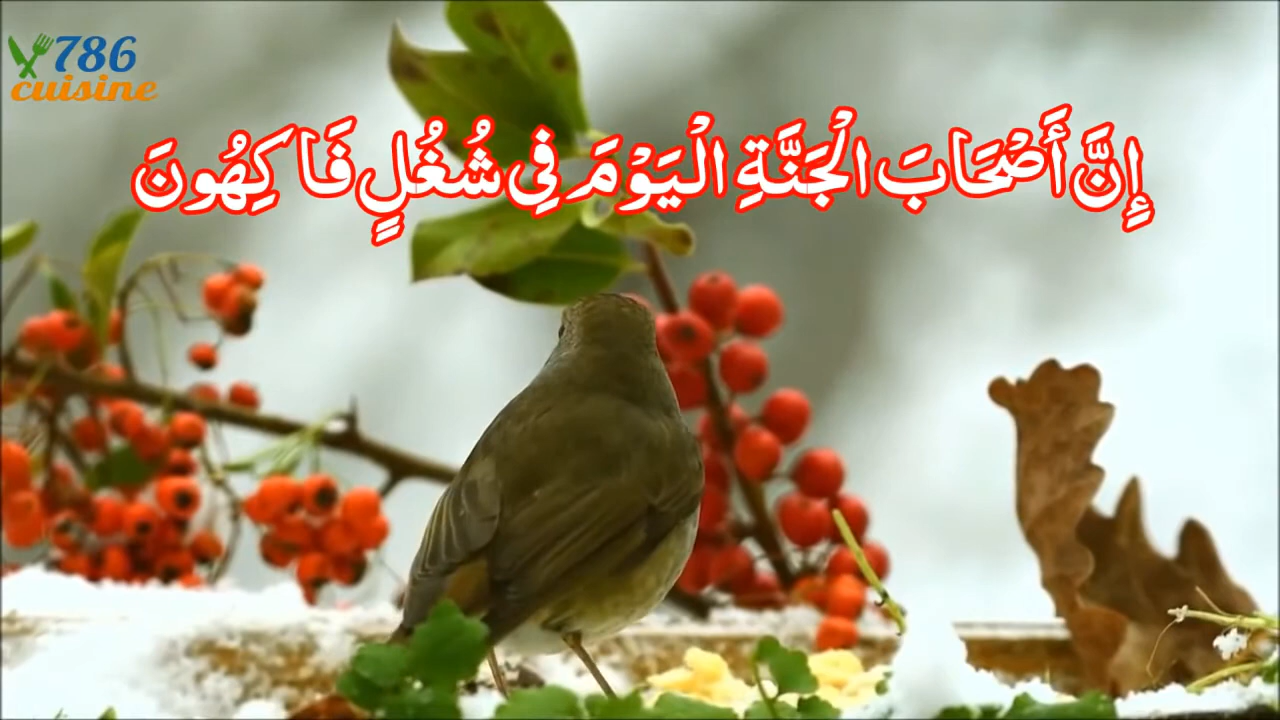 786
cuisine
إِنَّ أَصْحَابَ الْجَنَّةِ الْيَوْمَ فِي شُغُلٍ فَاكِهُونَ